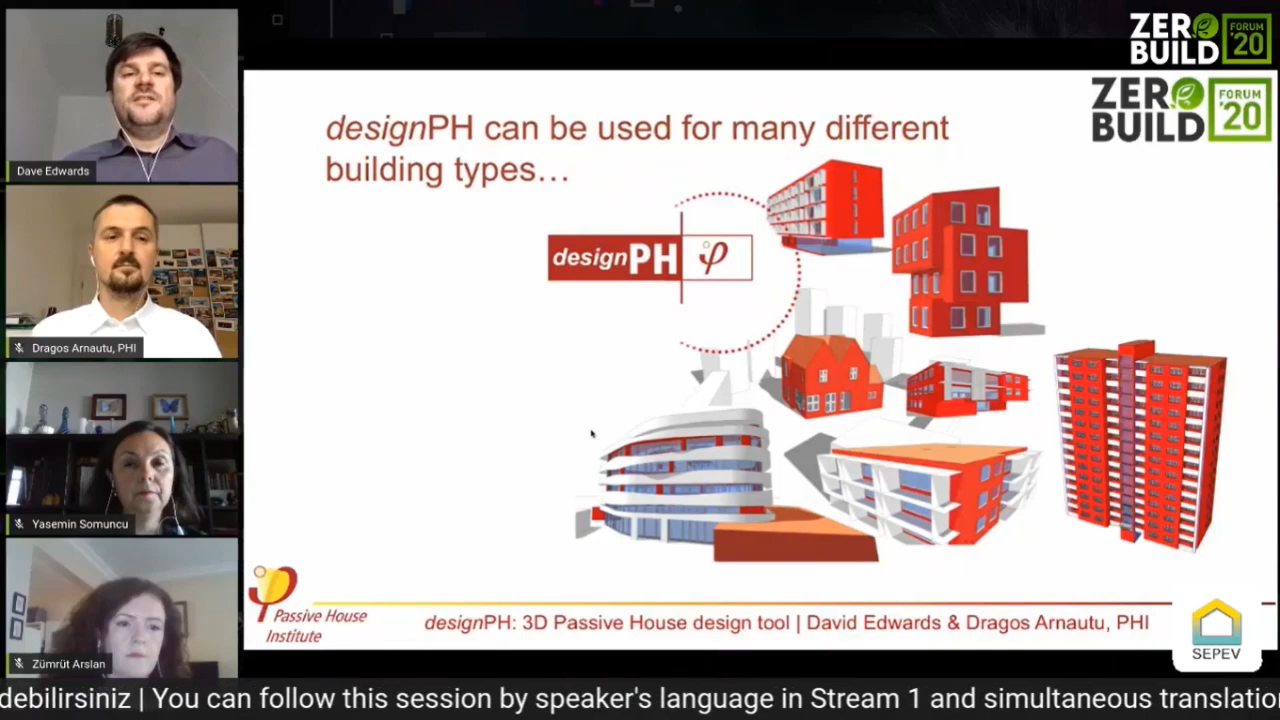 Dave Edwards
Dragos Arnautu, PHI
Yasemin Somuncu
Zümrüt Arslan
ZERO BUILD FORUM '20
ZERO BUILD FORUM '20
designPH can be used for many different
building types…
designPH
Passive House
Institute
designPH: 3D Passive House design tool | David Edwards & Dragos Arnautu, PHI
SEPEV
debilirsiniz | You can follow this session by speaker's language in Stream 1 and simultaneous translatio